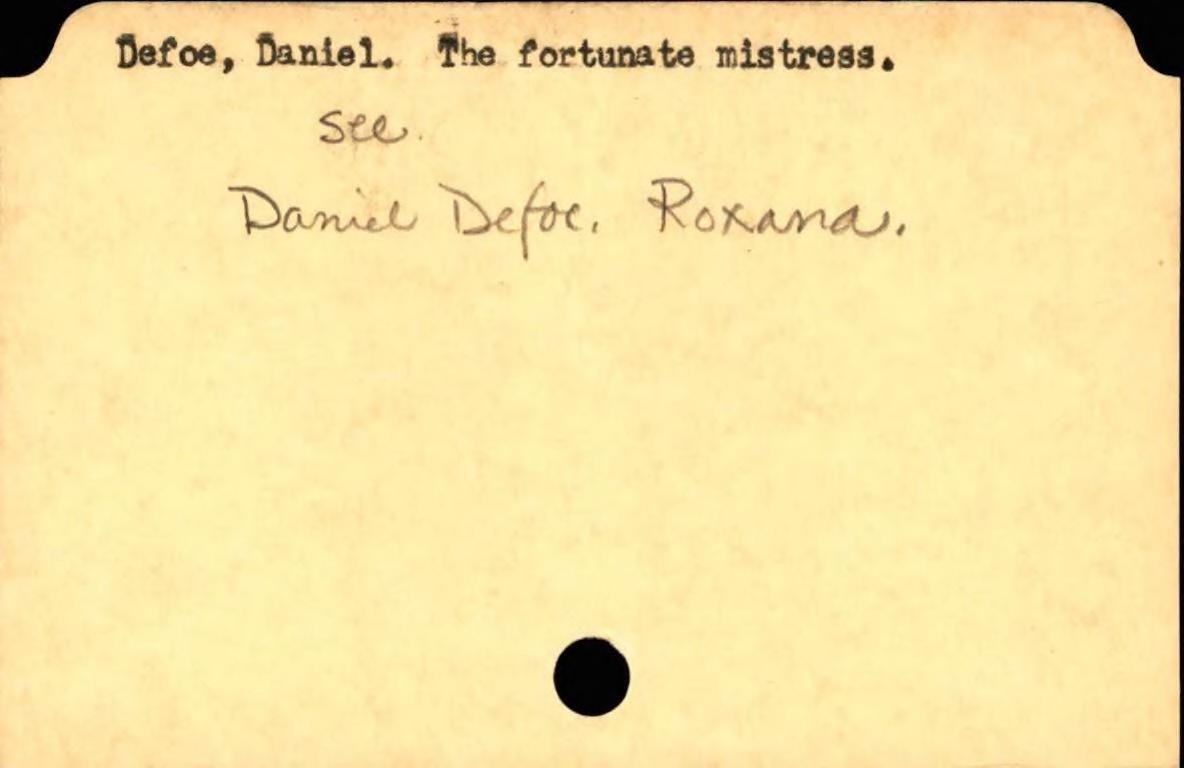 Defoe, Daniel. The fortunate mistress.
see
Daniel Defoe. Roxana.